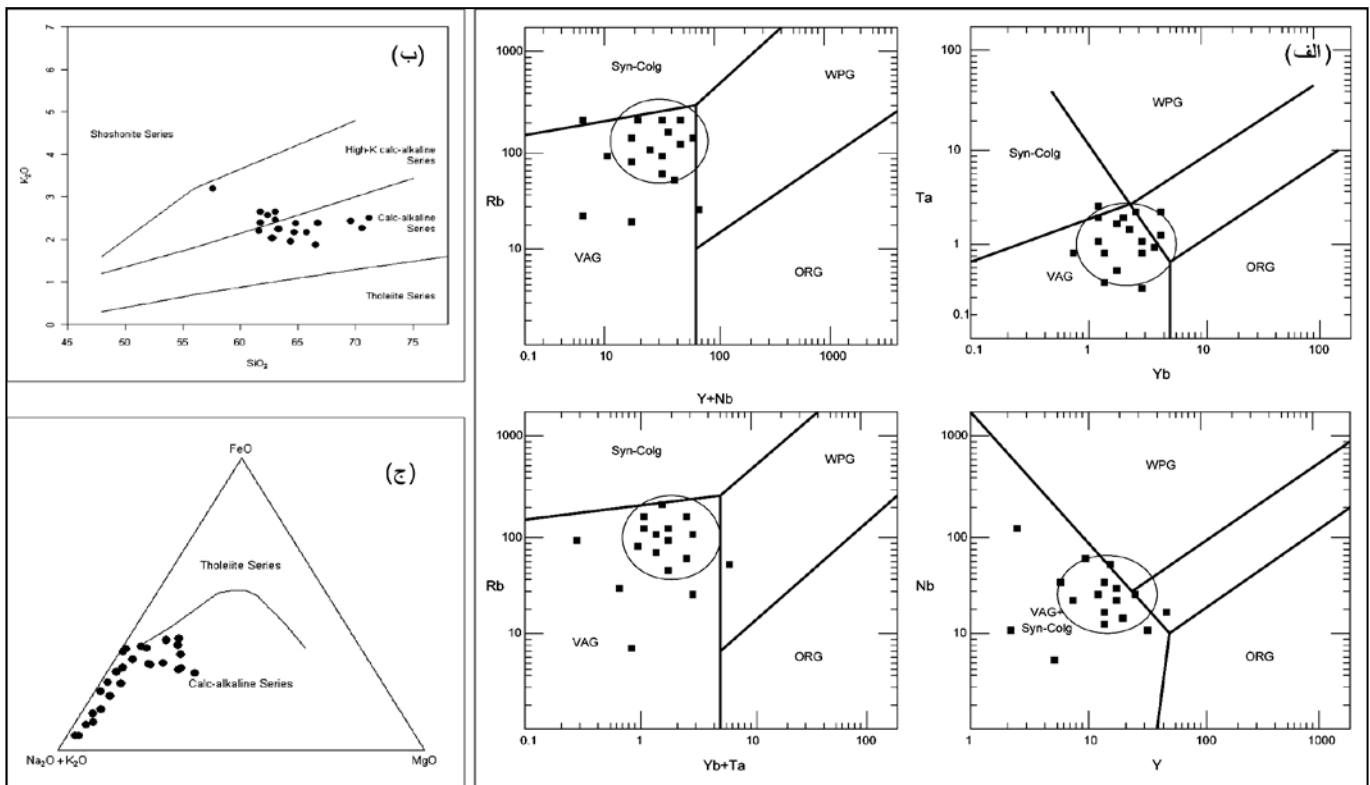 (ب)
7
6
5
4
3
2
1
0
K₂O
Shoshonite Series
High-K calc-alkaline
Series
Calc-alkaline
Series
Tholeiite Series
45
50
55
60
65
70
75
SiO₂
1000
100
10
Rb
Syn-Colg
WPG
VAG
ORG
0.1
10
100
1000
Y+Nb
(الف)
100
10
1
0.1
Ta
WPG
Syn-Colg
VAG
ORG
0.1
1
10
100
Yb
(ج)
FeO
Tholeiite Series
Calc-alkaline Series
Na₂O + K₂O
MgO
1000
100
10
Rb
Syn-Colg
WPG
VAG
ORG
0.1
1
10
100
Yb+Ta
1000
100
10
Nb
WPG
VAG+
Syn-Colg
ORG
1
10
100
1000
Y